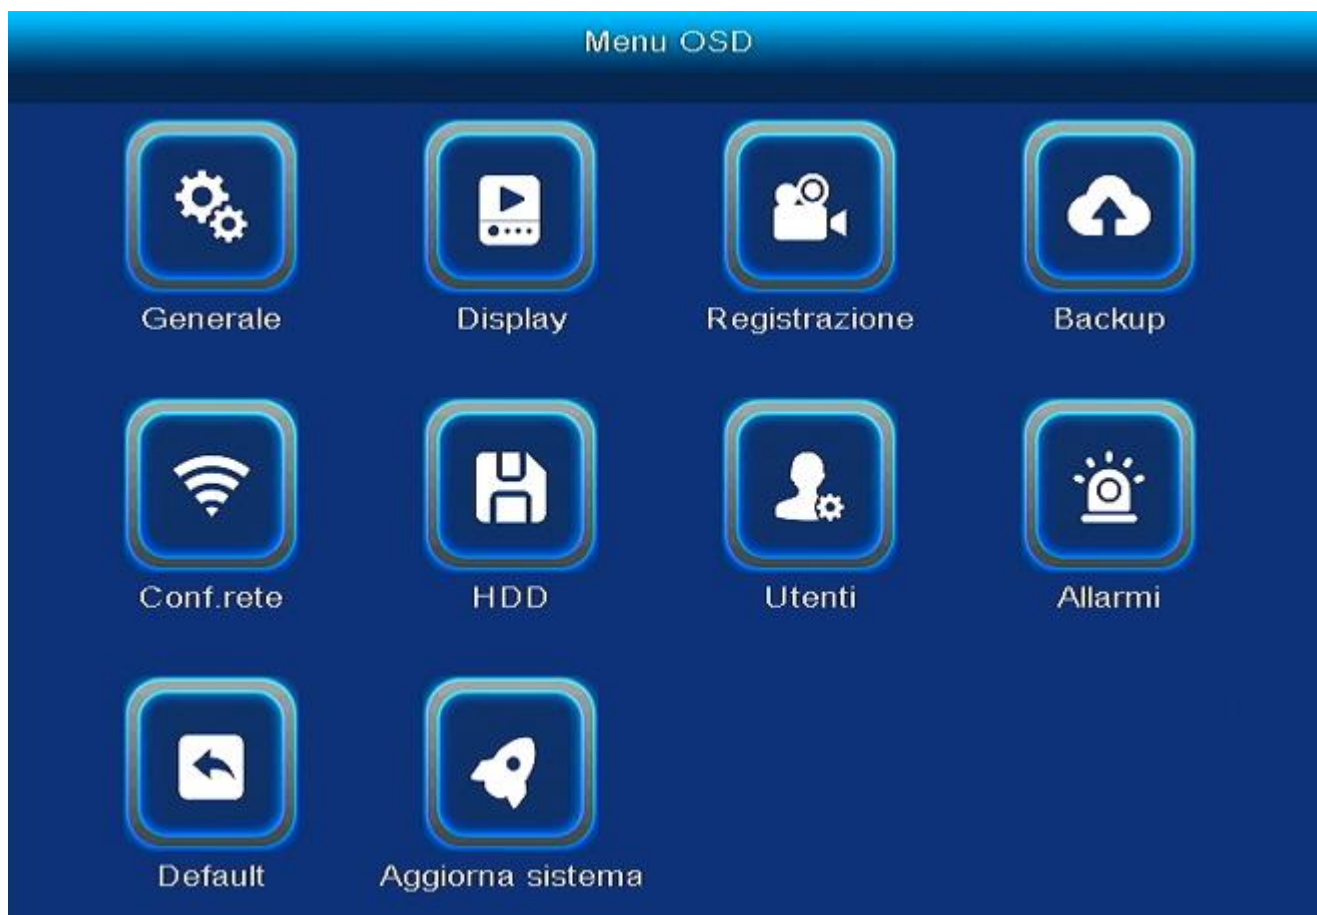 Menu OSD
Generale
Display
Registrazione
Backup
Conf.rete
HDD
Utenti
Allarmi
Default
Aggiorna sistema